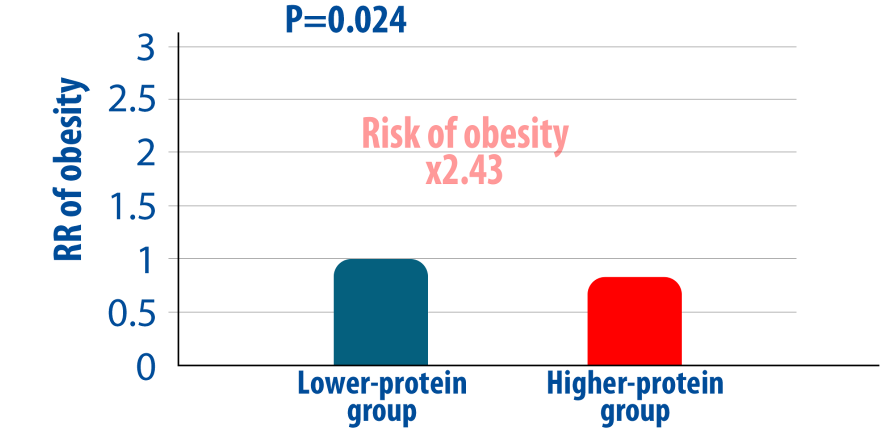 P=0.024
RR of obesity
3
2.5
2
1.5
1
0.5
0
Risk of obesity
x2.43
Lower-protein
group
Higher-protein
group